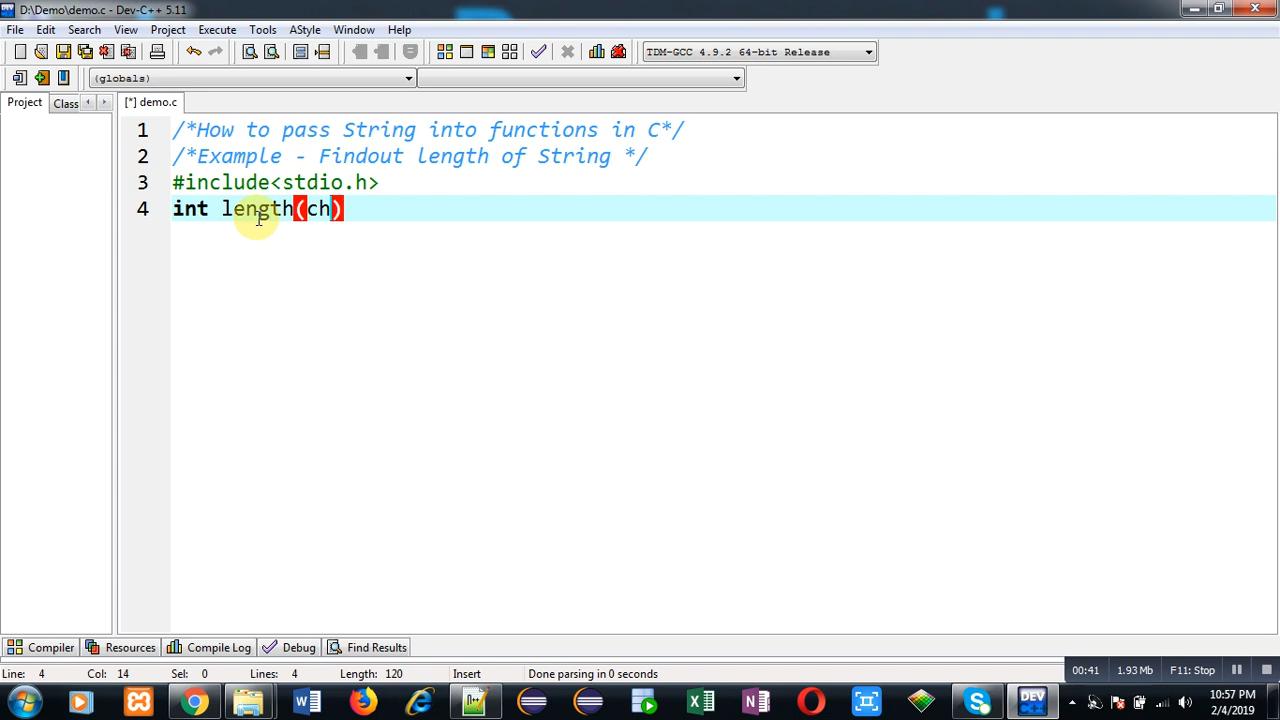 D:\Demo\demo.c - Dev-C++ 5.11
File Edit Search View Project Execute Tools AStyle Window Help
TDM-GCC 4.9.2 64-bit Release
(globals)
Project Class [*] demo.c
1 /*How to pass String into functions in C*/
2 /*Example - Findout length of String */
3 #include<stdio.h>
4 int length(ch)
Compiler Resources Compile Log Debug Find Results
Line: 4 Col: 14 Sel: 0 Lines: 4 Length: 120 Insert Done parsing in 0 seconds
00:41 1.93 Mb F11: Stop
DEV
10:57 PM
2/4/2019